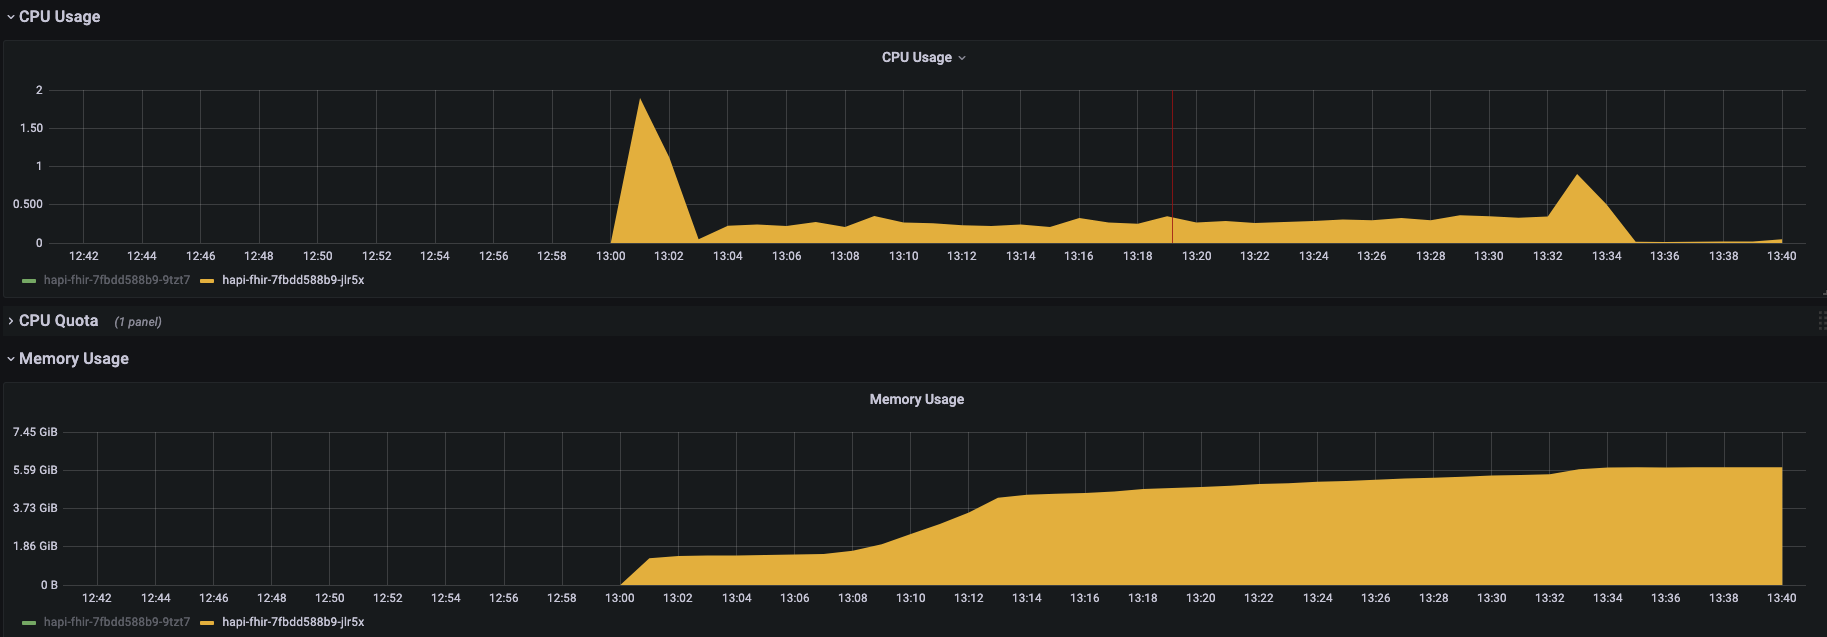 CPU Usage
CPU Usage
2
1.50
1
0.500
0
12:42 12:44 12:46 12:48 12:50 12:52 12:54 12:56 12:58 13:00 13:02 13:04 13:06 13:08 13:10 13:12 13:14 13:16 13:18 13:20 13:22 13:24 13:26 13:28 13:30 13:32 13:34 13:36 13:38 13:40
hapi-fhir-7fbdd588b9-9tzt7 hapi-fhir-7fbdd588b9-jlr5x
CPU Quota (1 panel)
Memory Usage
Memory Usage
7.45 GiB
5.59 GiB
3.73 GiB
1.86 GiB
0 B
12:42 12:44 12:46 12:48 12:50 12:52 12:54 12:56 12:58 13:00 13:02 13:04 13:06 13:08 13:10 13:12 13:14 13:16 13:18 13:20 13:22 13:24 13:26 13:28 13:30 13:32 13:34 13:36 13:38 13:40
hapi-fhir-7fbdd588b9-9tzt7 hapi-fhir-7fbdd588b9-jlr5x